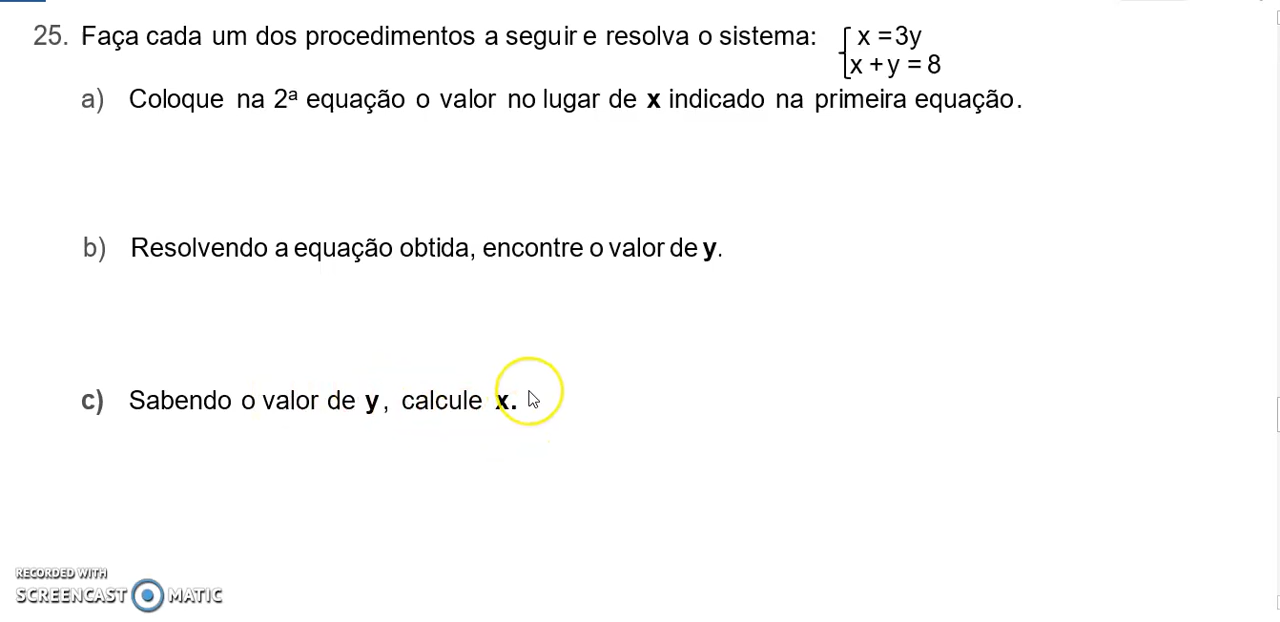 25. Faça cada um dos procedimentos a seguir e resolva o sistema: { x = 3y
x + y = 8
a) Coloque na 2ª equação o valor no lugar de x indicado na primeira equação.
b) Resolvendo a equação obtida, encontre o valor de y.
c) Sabendo o valor de y, calcule x.
RECORDED WITH
SCREENCAST MATIC